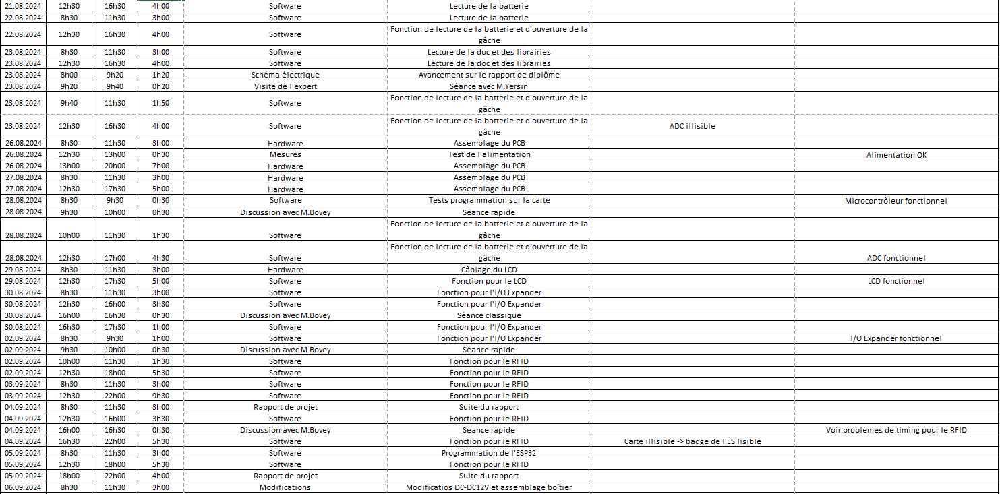 21.08.2024 12h30 16h30 4h00 Software Lecture de la batterie
22.08.2024 8h30 11h30 3h00 Software Lecture de la batterie
22.08.2024 12h30 16h30 4h00 Software Fonction de lecture de la batterie et d'ouverture de la
gâche
23.08.2024 8h30 11h30 3h00 Software Lecture de la doc et des librairies
23.08.2024 12h30 16h30 4h00 Software Lecture de la doc et des librairies
23.08.2024 8h00 9h20 1h20 Schéma électrique Avancement sur le rapport de diplôme
23.08.2024 9h20 9h40 0h20 Visite de l'expert Séance avec M.Yersin
23.08.2024 9h40 11h30 1h50 Software Fonction de lecture de la batterie et d'ouverture de la
gâche
23.08.2024 12h30 16h30 4h00 Software Fonction de lecture de la batterie et d'ouverture de la
gâche ADC illisible
26.08.2024 8h30 11h30 3h00 Hardware Assemblage du PCB
26.08.2024 12h30 13h00 0h30 Mesures Test de l'alimentation Alimentation OK
26.08.2024 13h00 20h00 7h00 Hardware Assemblage du PCB
27.08.2024 8h30 11h30 3h00 Hardware Assemblage du PCB
27.08.2024 12h30 17h30 5h00 Hardware Assemblage du PCB
28.08.2024 8h30 9h30 0h30 Software Tests programmation sur la carte Microcontrôleur fonctionnel
28.08.2024 9h30 10h00 0h30 Discussion avec M.Bovey Séance rapide
Fonction de lecture de la batterie et d'ouverture de la
28.08.2024 10h00 11h30 1h30 Software gâche
Fonction de lecture de la batterie et d'ouverture de la
28.08.2024 12h30 17h00 4h30 Software gâche ADC fonctionnel
29.08.2024 8h30 11h30 3h00 Hardware Câblage du LCD
29.08.2024 12h30 17h30 5h00 Software Fonction pour le LCD LCD fonctionnel
30.08.2024 8h30 11h30 3h00 Software Fonction pour l'I/O Expander
30.08.2024 12h30 16h00 3h30 Software Fonction pour l'I/O Expander
30.08.2024 16h00 16h30 0h30 Discussion avec M.Bovey Séance classique
30.08.2024 16h30 17h30 1h00 Software Fonction pour l'I/O Expander
02.09.2024 8h30 9h30 1h00 Software Fonction pour l'I/O Expander I/O Expander fonctionnel
02.09.2024 9h30 10h00 0h30 Discussion avec M.Bovey Séance rapide
02.09.2024 10h00 11h30 1h30 Software Fonction pour le RFID
02.09.2024 12h30 18h00 5h30 Software Fonction pour le RFID
03.09.2024 8h30 11h30 3h00 Software Fonction pour le RFID
03.09.2024 12h30 22h00 9h30 Software Fonction pour le RFID
04.09.2024 8h30 11h30 3h00 Rapport de projet Suite du rapport
04.09.2024 12h30 16h00 3h30 Software Fonction pour le RFID
04.09.2024 16h00 16h30 0h30 Discussion avec M.Bovey Séance rapide Voir problèmes de timing pour le RFID
04.09.2024 16h30 22h00 5h30 Software Fonction pour le RFID Carte illisible -> badge de l'ES lisible
05.09.2024 8h30 11h30 3h00 Software Programmation de l'ESP32
05.09.2024 12h30 18h00 5h30 Software Fonction pour le RFID
05.09.2024 18h00 22h00 4h00 Rapport de projet Suite du rapport
06.09.2024 8h30 11h30 3h00 Modifications Modificatios DC-DC12V et assemblage boîtier